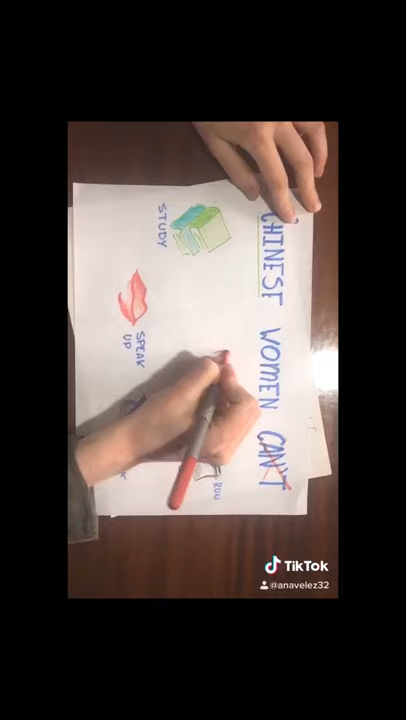 CHINESE WOMEN CAN'T
RUN
STUDY
SPEAK
UP
TikTok
@anavelez32